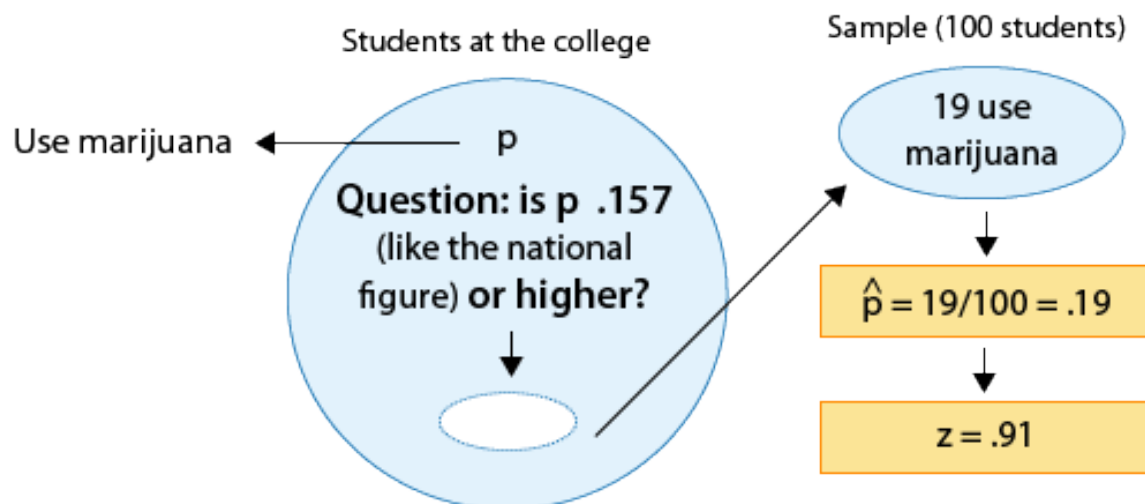 Students at the college
Use marijuana
p
Question: is p .157
(like the national
figure) or higher?
Sample (100 students)
19 use
marijuana
p̂ = 19/100 = .19
z = .91